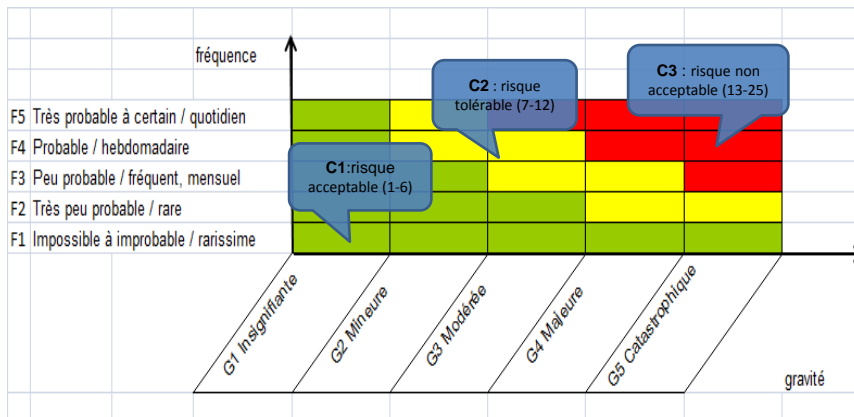 fréquence
C2 : risque
tolérable (7-12)
C3 : risque non
acceptable (13-25)
F5 Très probable à certain / quotidien
F4 Probable / hebdomadaire
F3 Peu probable / fréquent, mensuel
C1:risque
acceptable (1-6)
F2 Très peu probable / rare
F1 Impossible à improbable / rarissime
G1 Insignifiante
G2 Mineure
G3 Modérée
G4 Majeure
G5 Catastrophique
gravité